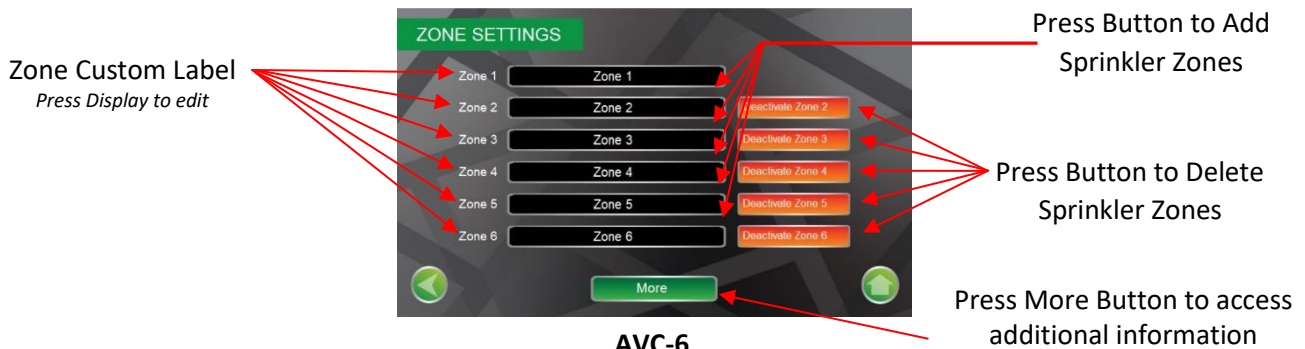 ZONE SETTINGS
Press Button to Add
Sprinkler Zones
Zone Custom Label
Press Display to edit
Zone 1 Zone 1
Zone 2 Zone 2 Deactivate Zone 2
Zone 3 Zone 3 Deactivate Zone 3
Zone 4 Zone 4 Deactivate Zone 4
Zone 5 Zone 5 Deactivate Zone 5
Zone 6 Zone 6 Deactivate Zone 6
Press Button to Delete
Sprinkler Zones
More
Press More Button to access
additional information
AVC-6